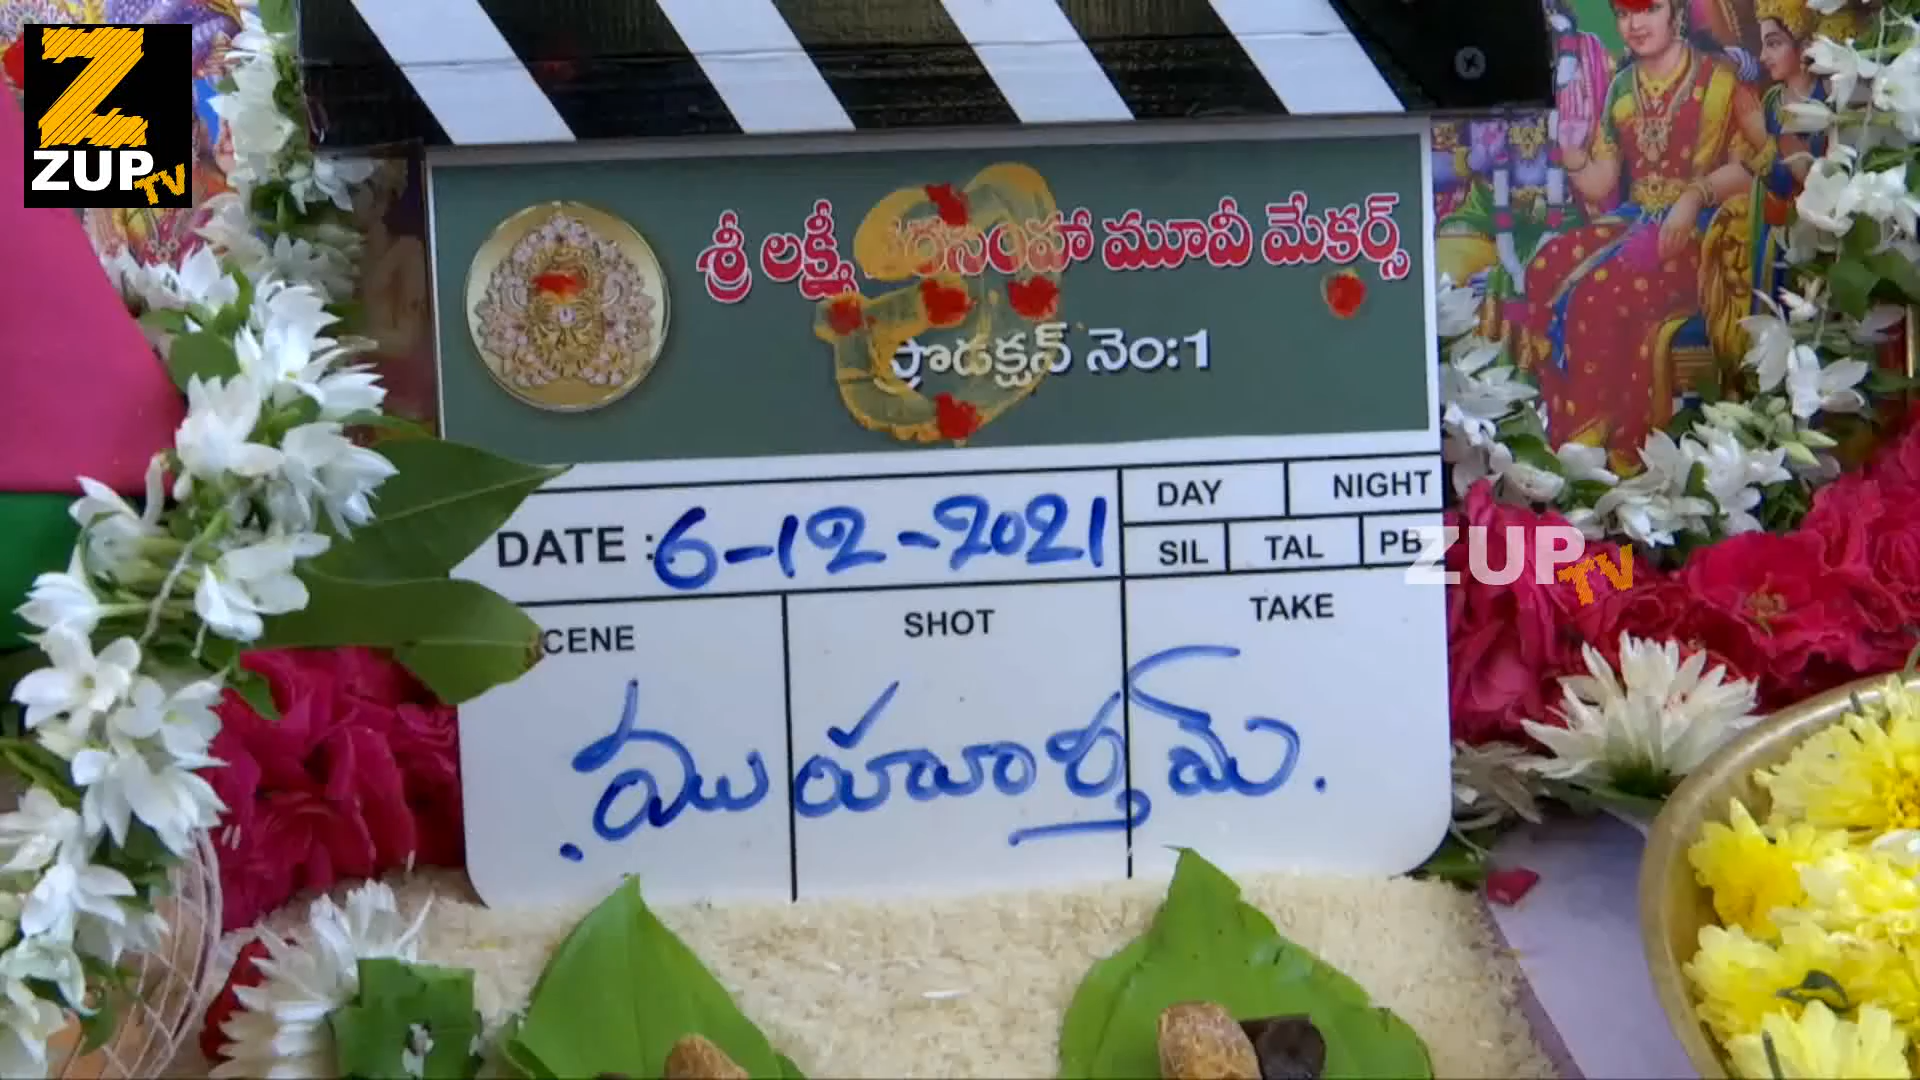 Z
ZUP TV
శ్రీ లక్ష్మీ నరసింహా మూవీ మేకర్స్
ప్రొడక్షన్ నెం:1
DATE : 6-12-2021
DAY NIGHT
SIL TAL PB
ZUP TV
CENE SHOT TAKE
ముహూర్తమ్.